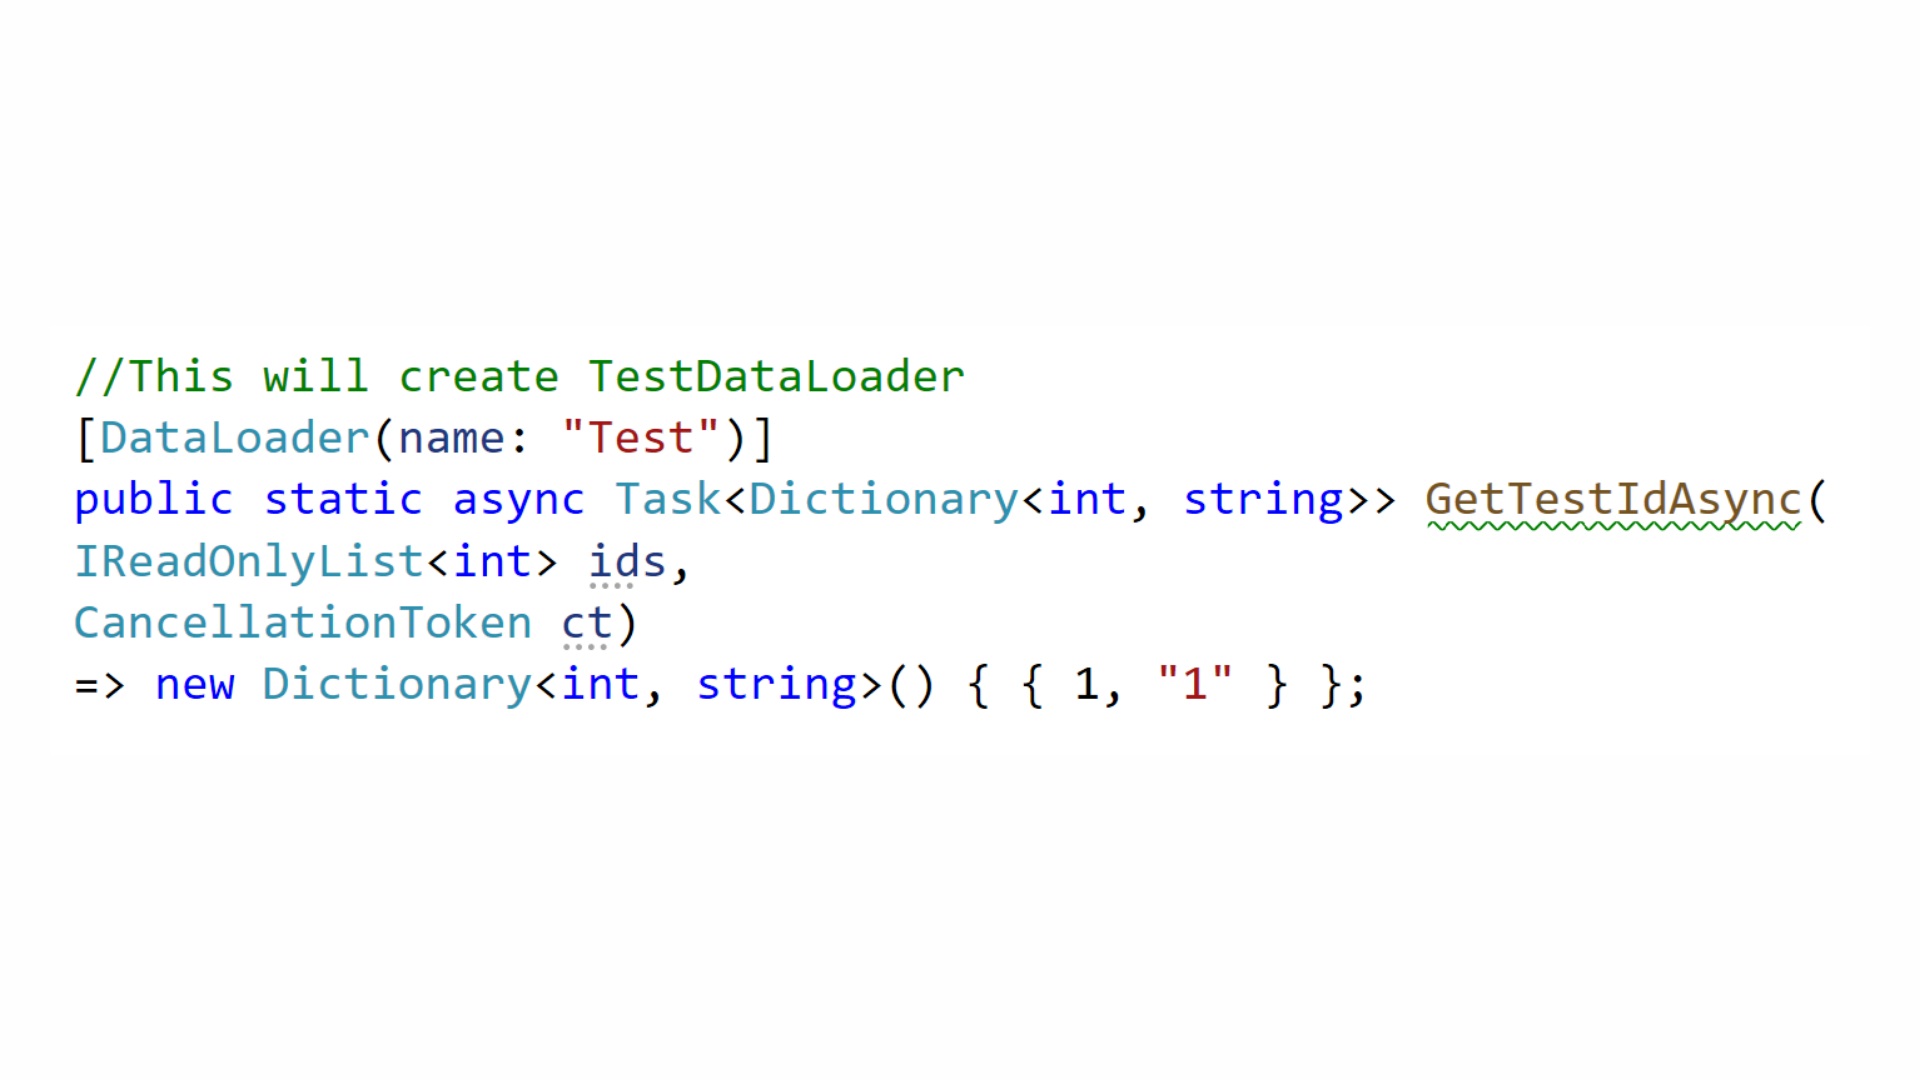 //This will create TestDataLoader
[DataLoader(name: "Test")]
public static async Task<Dictionary<int, string>> GetTestIdAsync(
IReadOnlyList<int> ids,
CancellationToken ct)
=> new Dictionary<int, string>() { { 1, "1" } };